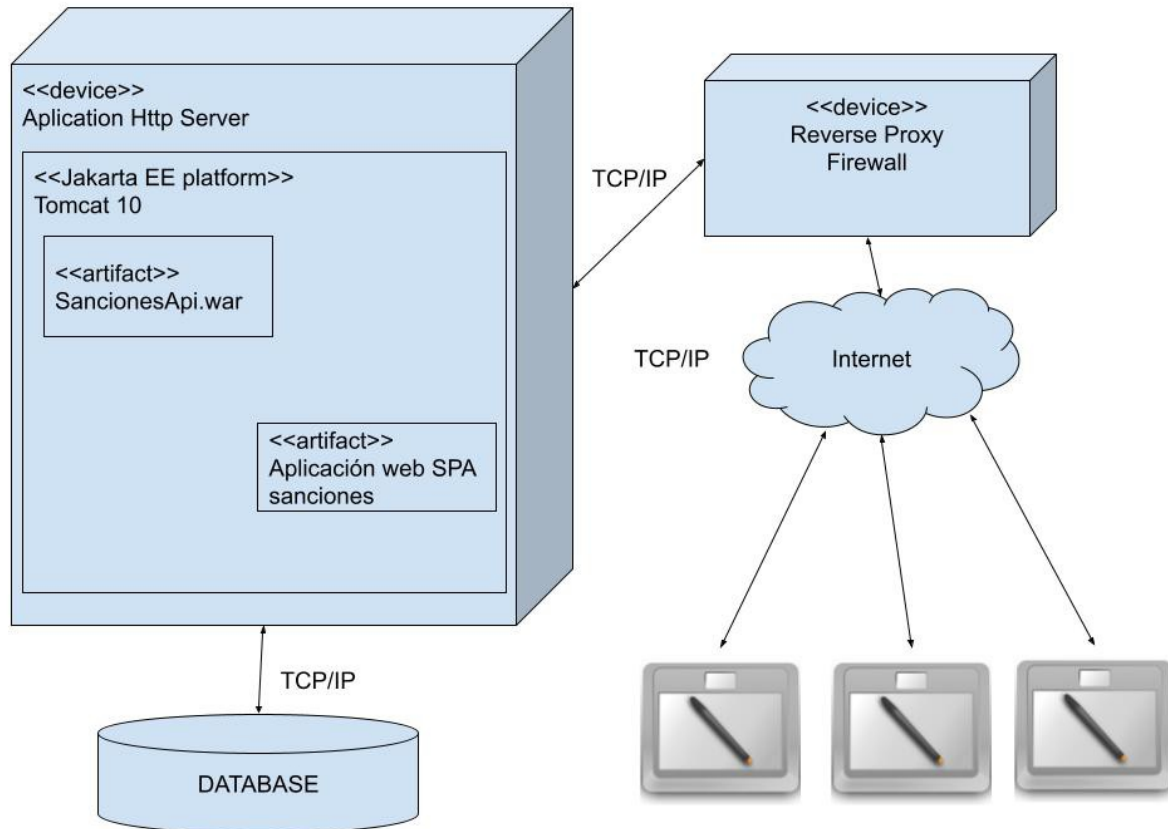 <<device>>
Aplication Http Server
<<Jakarta EE platform>>
Tomcat 10
<<artifact>>
SancionesApi.war
<<artifact>>
Aplicación web SPA
sanciones
TCP/IP
DATABASE
TCP/IP
<<device>>
Reverse Proxy
Firewall
TCP/IP
Internet